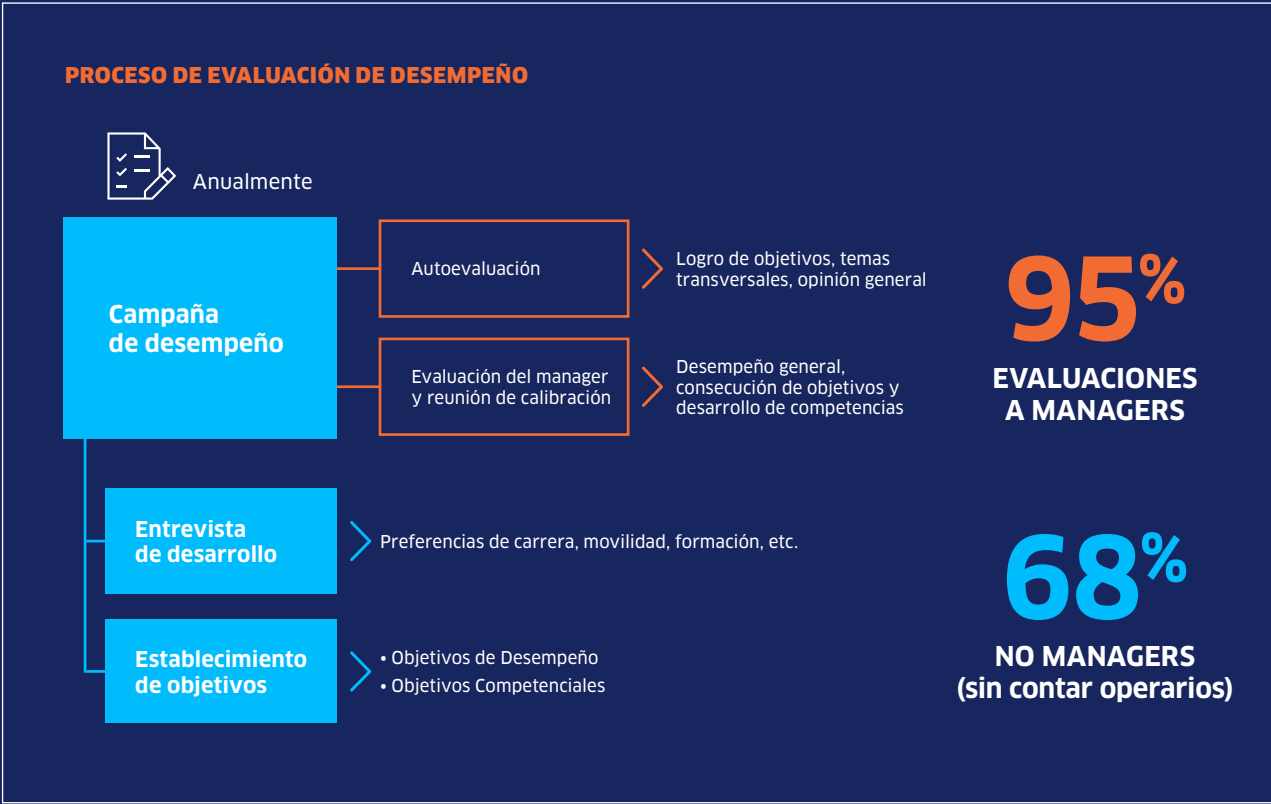 PROCESO DE EVALUACIÓN DE DESEMPEÑO
Anualmente
Campaña
de desempeño
Autoevaluación
Logro de objetivos, temas
transversales, opinión general
Evaluación del manager
y reunión de calibración
Desempeño general,
consecución de objetivos y
desarrollo de competencias
Entrevista
de desarrollo
Preferencias de carrera, movilidad, formación, etc.
Establecimiento
de objetivos
• Objetivos de Desempeño
• Objetivos Competenciales
95%
EVALUACIONES
A MANAGERS
68%
NO MANAGERS
(sin contar operarios)